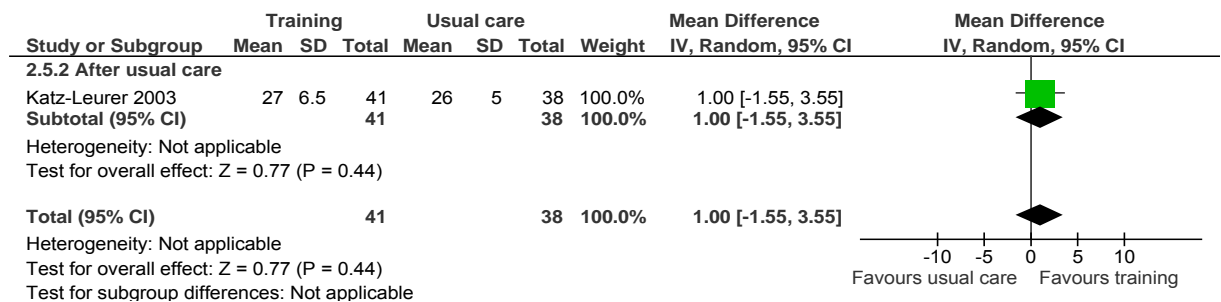 Training Usual care Mean Difference Mean Difference
Study or Subgroup Mean SD Total Mean SD Total Weight IV, Random, 95% CI IV, Random, 95% CI
2.5.2 After usual care
Katz-Leurer 2003 27 6.5 41 26 5 38 100.0% 1.00 [-1.55, 3.55]
Subtotal (95% CI) 41 38 100.0% 1.00 [-1.55, 3.55]
Heterogeneity: Not applicable
Test for overall effect: Z = 0.77 (P = 0.44)
Total (95% CI) 41 38 100.0% 1.00 [-1.55, 3.55]
Heterogeneity: Not applicable
Test for overall effect: Z = 0.77 (P = 0.44)
Test for subgroup differences: Not applicable
-10 -5 0 5 10
Favours usual care Favours training